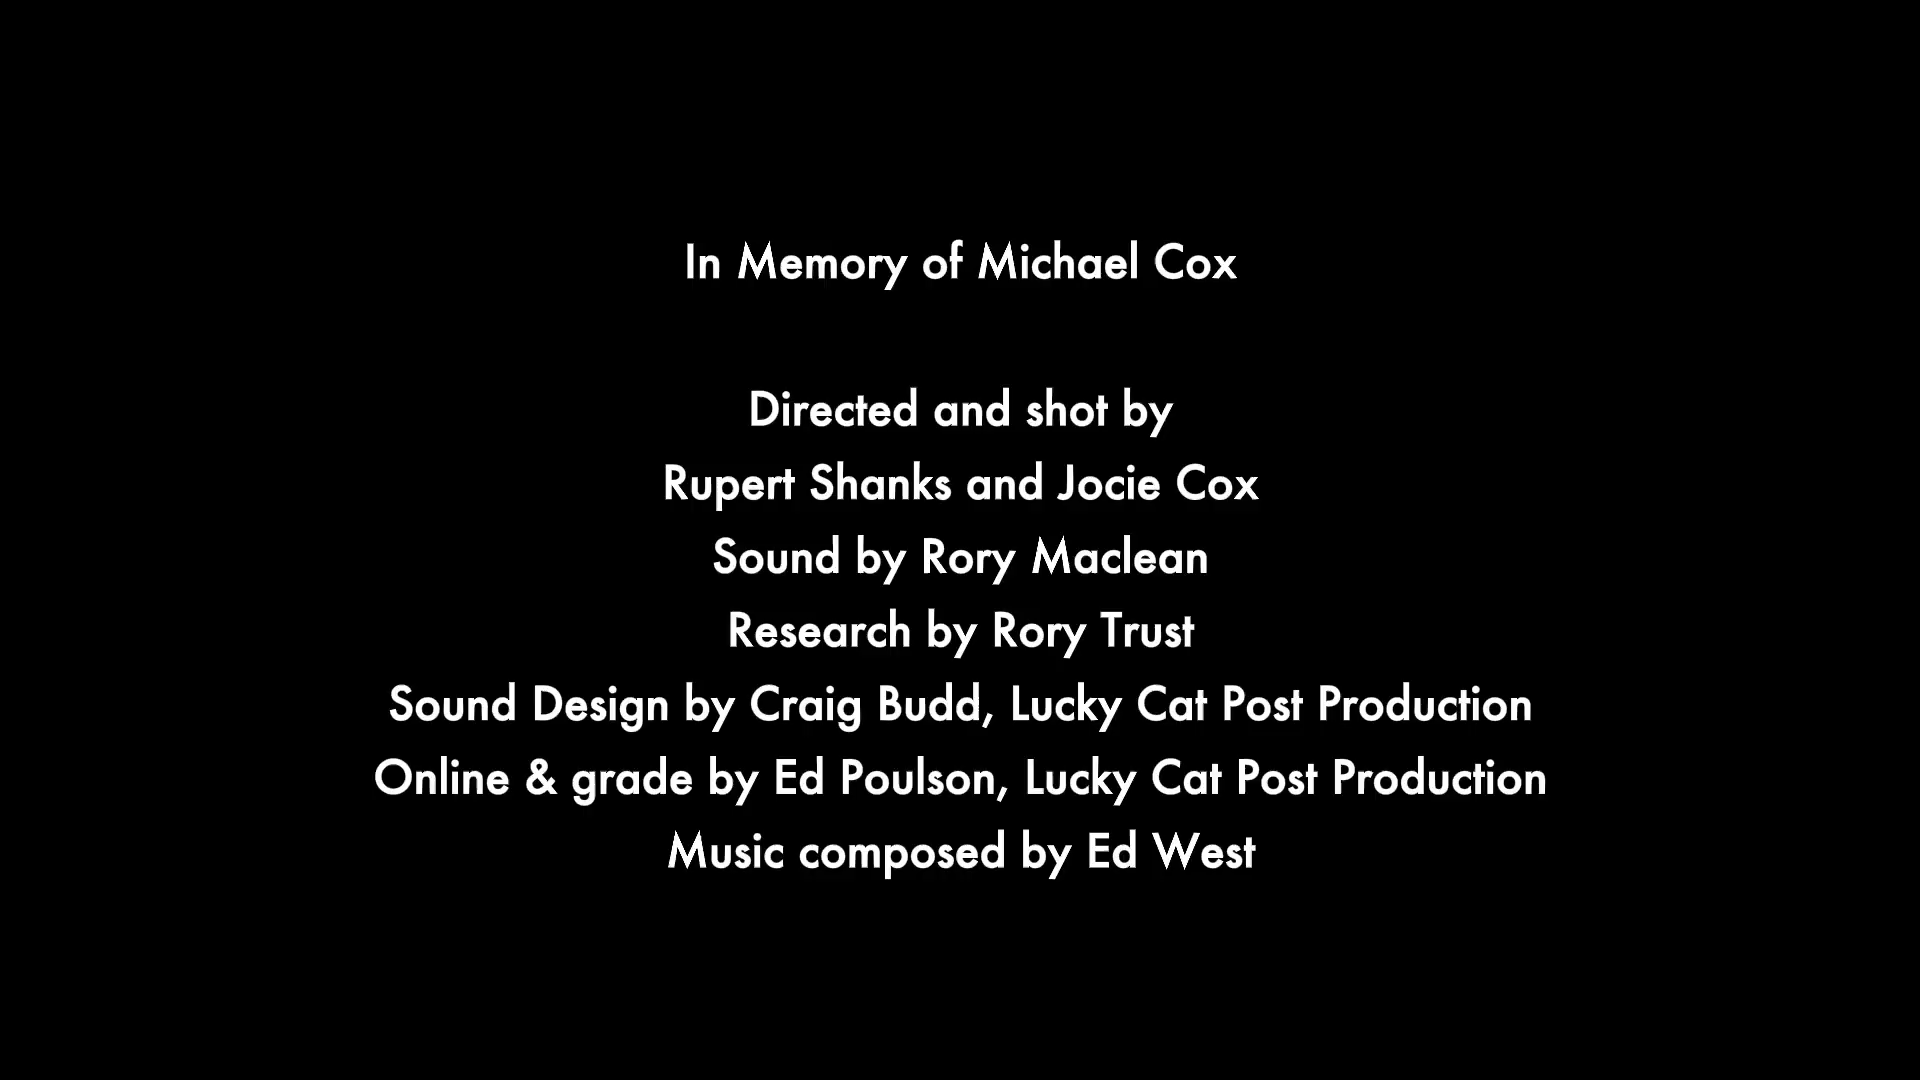 In Memory of Michael Cox
Directed and shot by
Rupert Shanks and Jocie Cox
Sound by Rory Maclean
Research by Rory Trust
Sound Design by Craig Budd, Lucky Cat Post Production
Online & grade by Ed Poulson, Lucky Cat Post Production
Music composed by Ed West